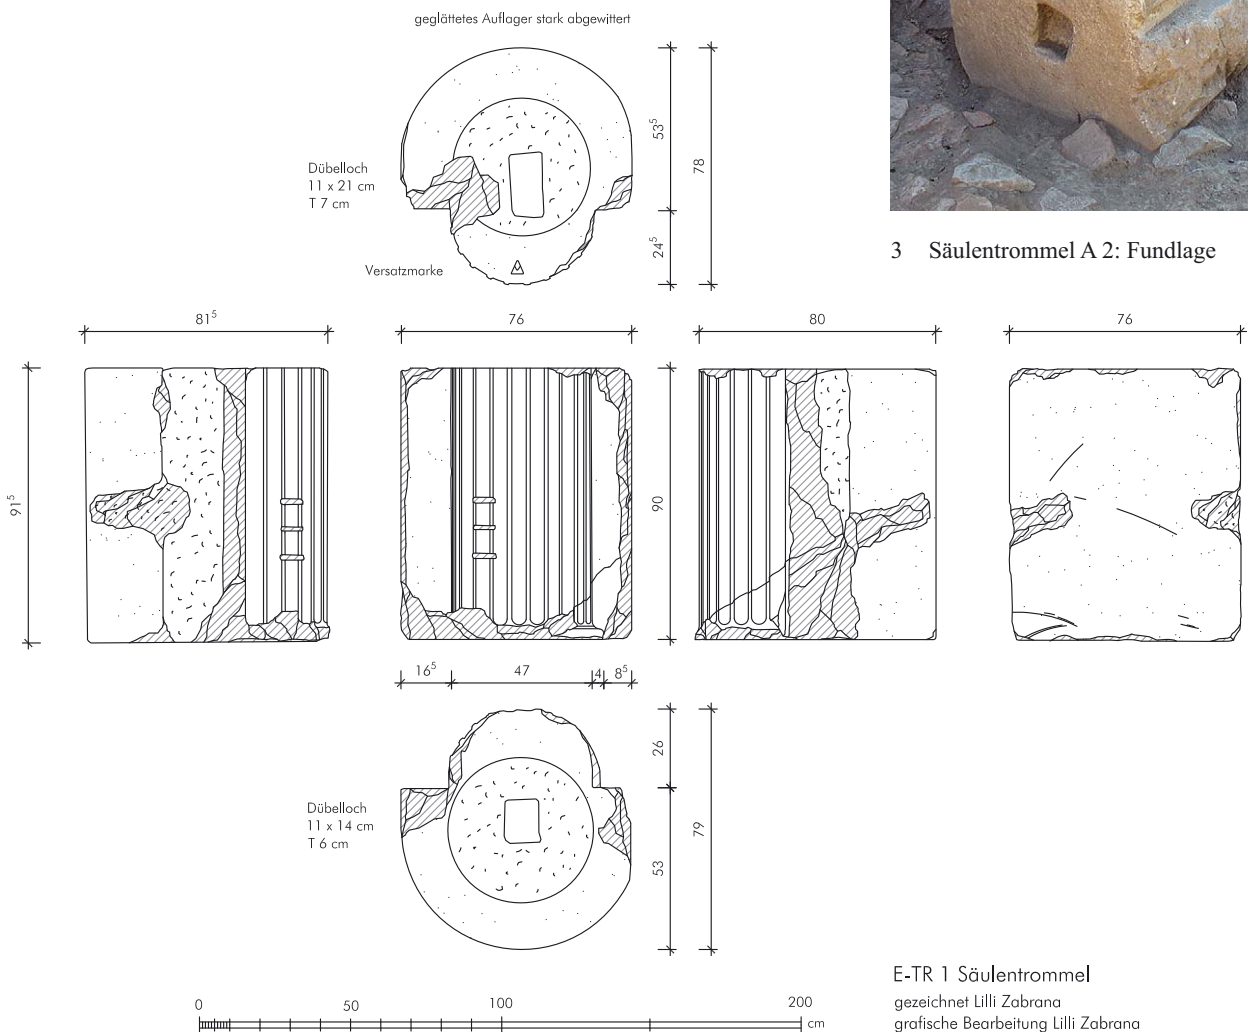 geglättetes Auflager stark abgewittert
Dübelloch
11 x 21 cm
T 7 cm
Versatzmarke
53⁵
24⁵
78
3 Säulentrommel A 2: Fundlage
81⁵
76
80
76
91⁵
90
16⁵
47
4
8⁵
Dübelloch
11 x 14 cm
T 6 cm
26
53
79
E-TR 1 Säulentrommel
gezeichnet Lilli Zabrana
grafische Bearbeitung Lilli Zabrana
0
50
100
200
cm